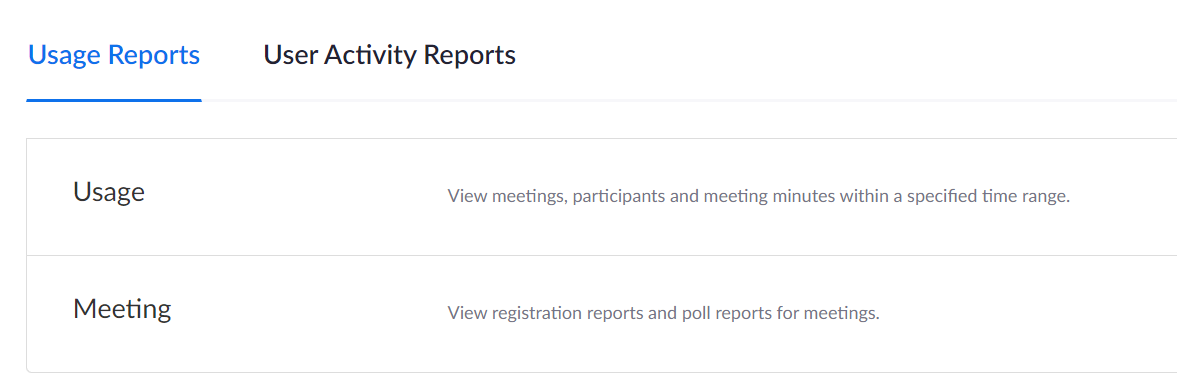 Usage Reports User Activity Reports
Usage View meetings, participants and meeting minutes within a specified time range.
Meeting View registration reports and poll reports for meetings.